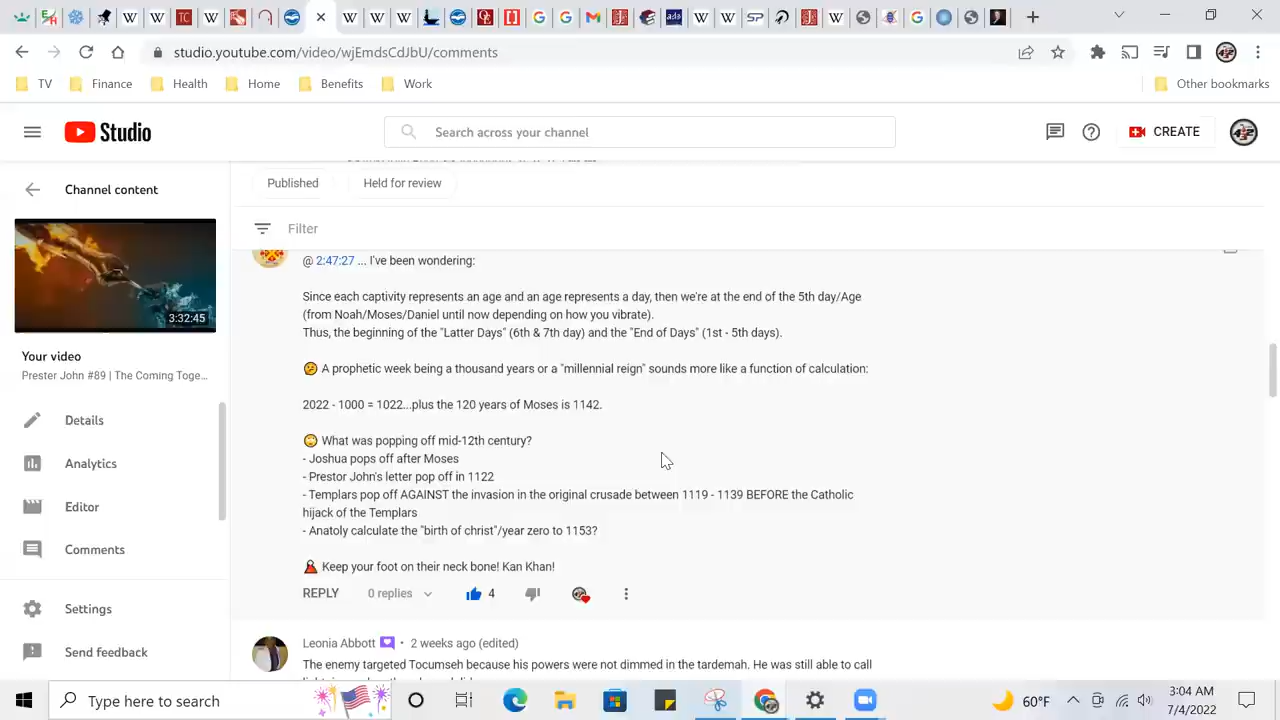 studio.youtube.com/video/wjEmdsCdJbU/comments
TV
Finance
Health
Home
Benefits
Work
Other bookmarks
Studio
Search across your channel
CREATE
Channel content
Published
Held for review
Filter
3:32:45
Your video
Prester John #89 | The Coming Toge...
Details
Analytics
Editor
Comments
Settings
Send feedback
@ 2:47:27 ... I've been wondering:
Since each captivity represents an age and an age represents a day, then we're at the end of the 5th day/Age
(from Noah/Moses/Daniel until now depending on how you vibrate).
Thus, the beginning of the "Latter Days" (6th & 7th day) and the "End of Days" (1st - 5th days).
A prophetic week being a thousand years or a "millennial reign" sounds more like a function of calculation:
2022 - 1000 = 1022...plus the 120 years of Moses is 1142.
What was popping off mid-12th century?
- Joshua pops off after Moses
- Prestor John's letter pop off in 1122
- Templars pop off AGAINST the invasion in the original crusade between 1119 - 1139 BEFORE the Catholic
hijack of the Templars
- Anatoly calculate the "birth of christ"/year zero to 1153?
Keep your foot on their neck bone! Kan Khan!
REPLY
0 replies
4
Leonia Abbott • 2 weeks ago (edited)
The enemy targeted Tocumseh because his powers were not dimmed in the tardemah. He was still able to call
Type here to search
60°F
3:04 AM
7/4/2022